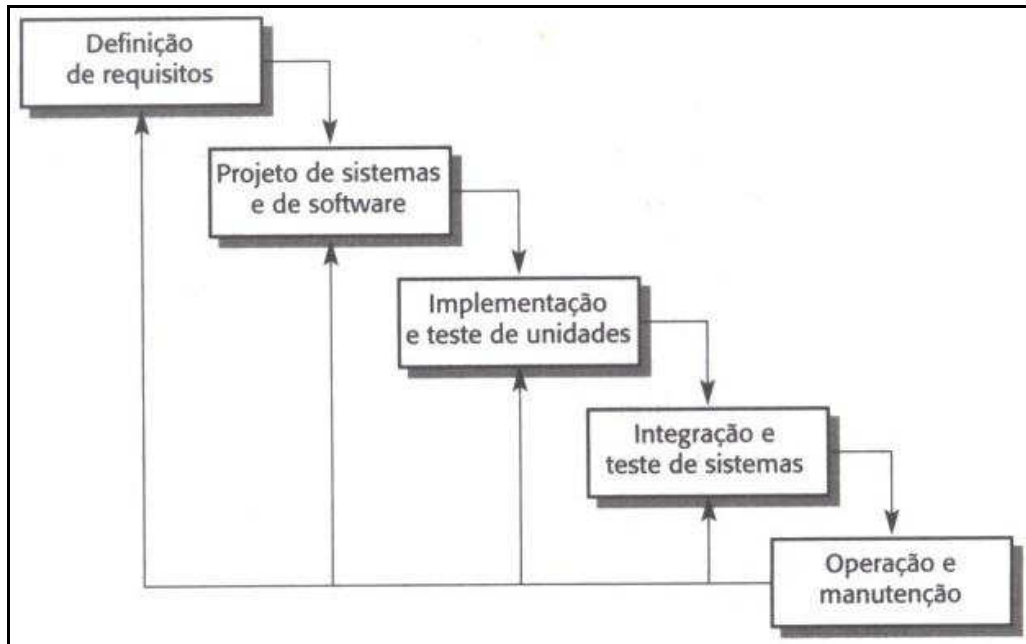 Definição
de requisitos
Projeto de sistemas
e de software
Implementação
e teste de unidades
Integração e
teste de sistemas
Operação e
manutenção